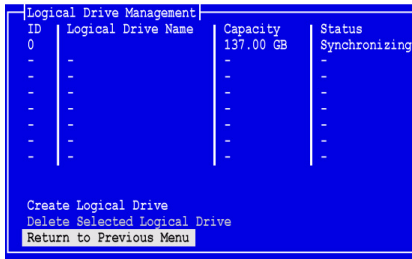 Logical Drive Management
ID Logical Drive Name Capacity Status
0 137.00 GB Synchronizing
- - - -
- - - -
- - - -
- - - -
- - - -
- - - -
- - - -
Create Logical Drive
Delete Selected Logical Drive
Return to Previous Menu